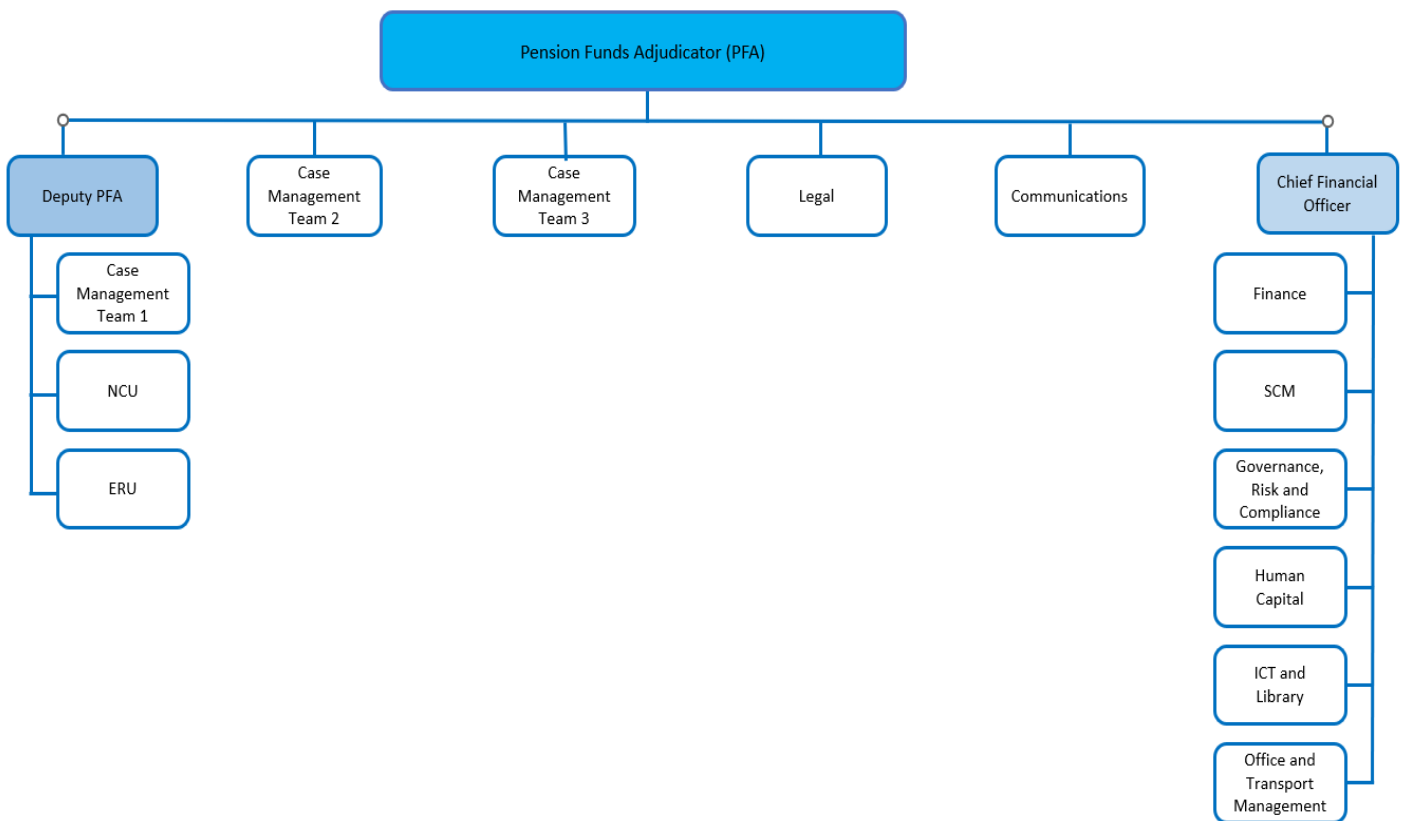 Pension Funds Adjudicator (PFA)
Deputy PFA
Case
Management
Team 2
Case
Management
Team 3
Legal
Communications
Chief Financial
Officer
Case
Management
Team 1
NCU
ERU
Finance
SCM
Governance,
Risk and
Compliance
Human
Capital
ICT and
Library
Office and
Transport
Management